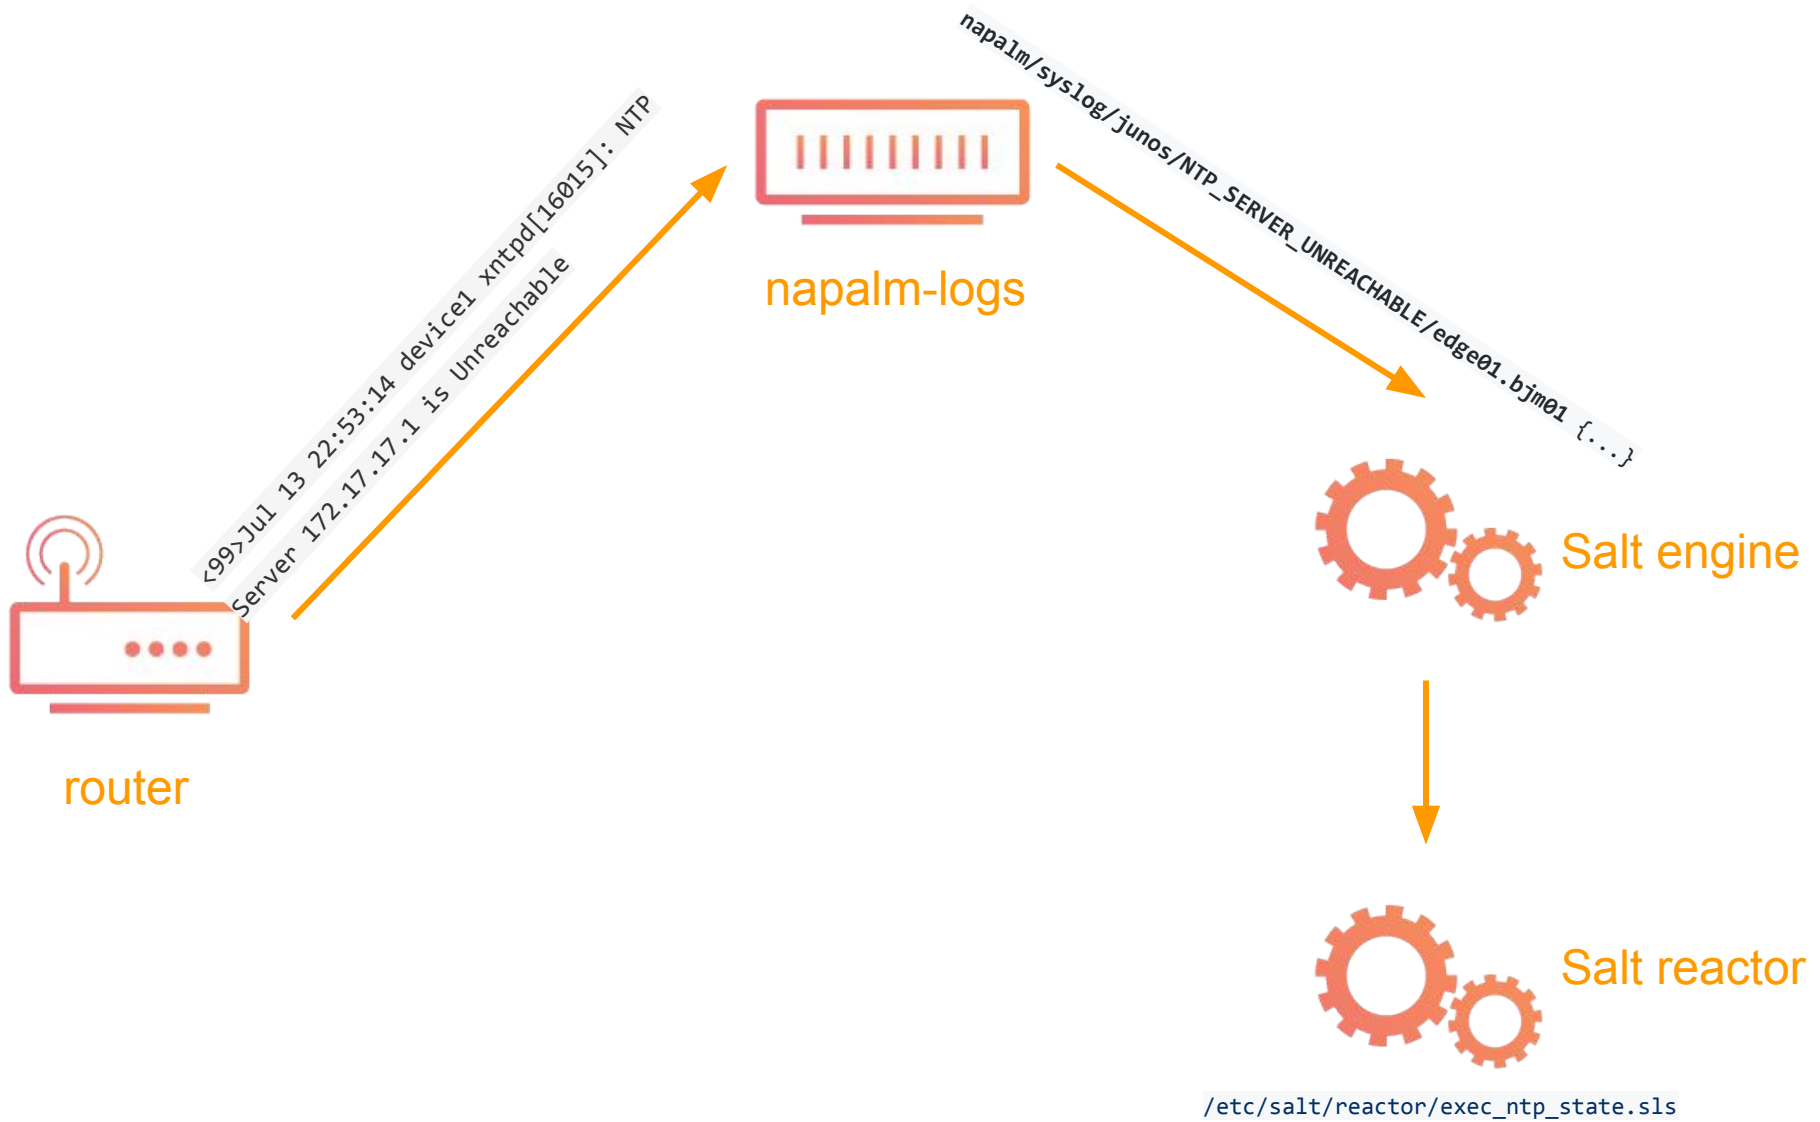 <99>Jul 13 22:53:14 device1 xntpd[16015]: NTP
Server 172.17.17.1 is Unreachable
router
napalm-logs
napalm/syslog/junos/NTP_SERVER_UNREACHABLE/edge01.bjm01 {...}
Salt engine
Salt reactor
/etc/salt/reactor/exec_ntp_state.sls